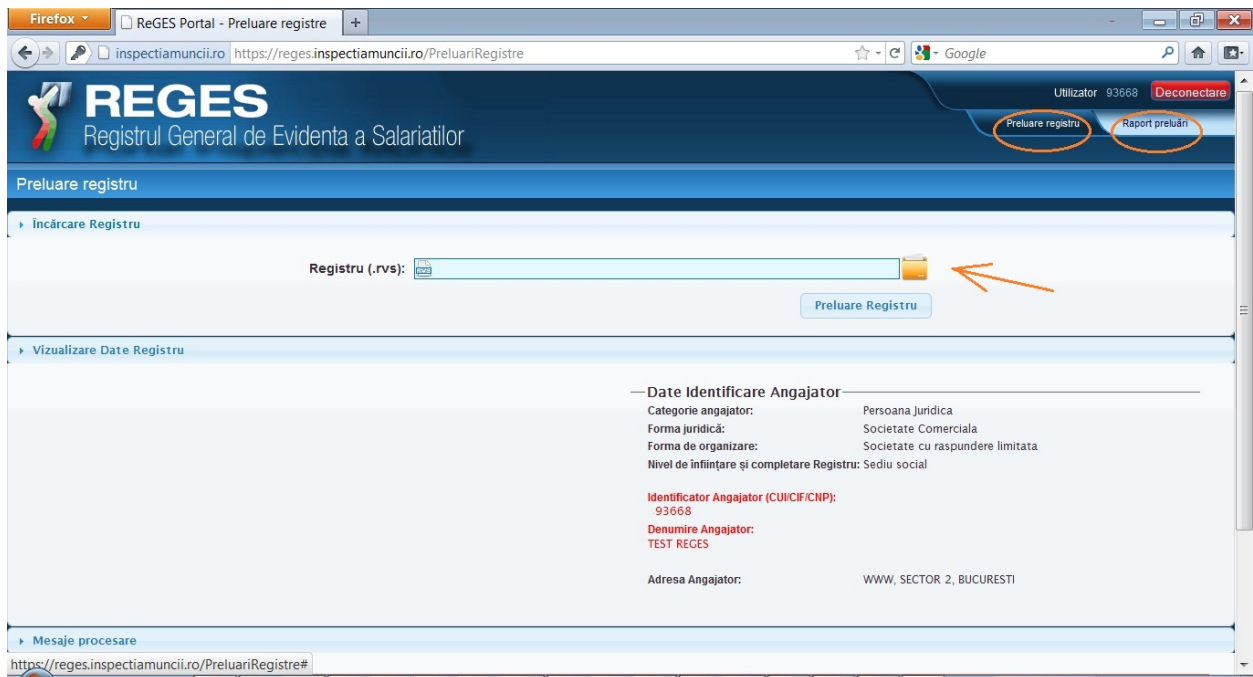 Firefox
ReGES Portal - Preluare registre
inspectiamuncii.ro https://reges.inspectiamuncii.ro/PreluariRegistre
Google
REGES
Registrul General de Evidenta a Salariatilor
Utilizator 93668 Deconectare
Preluare registru Raport preluări
Preluare registru
Încărcare Registru
Registru (.rvs):
Preluare Registru
Vizualizare Date Registru
Date Identificare Angajator
Categorie angajator: Persoana Juridica
Forma juridică: Societate Comerciala
Forma de organizare: Societate cu raspundere limitata
Nivel de înființare și completare Registru: Sediu social
Identificator Angajator (CUI/CIF/CNP):
93668
Denumire Angajator:
TEST REGES
Adresa Angajator: WWW, SECTOR 2, BUCURESTI
Mesaje procesare
https://reges.inspectiamuncii.ro/PreluariRegistre#